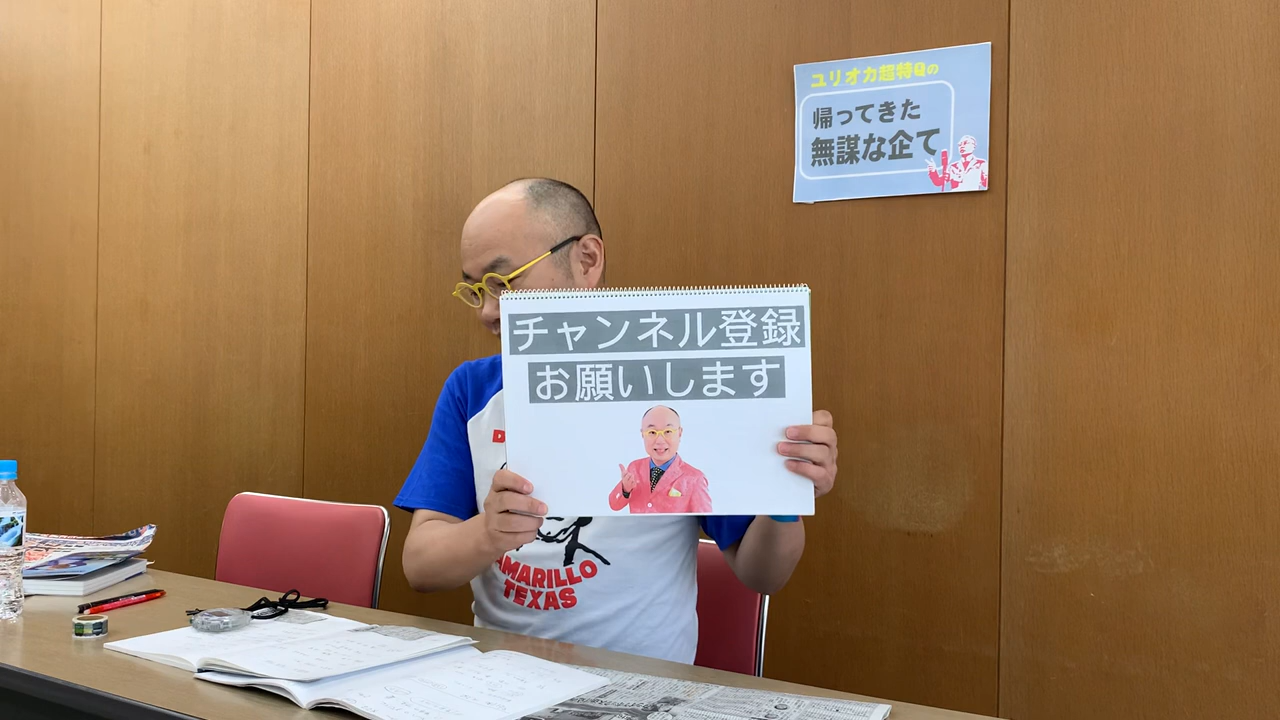 ユリオカ超特Qの
帰ってきた
無謀な企て
チャンネル登録
お願いします
AMARILLO
TEXAS